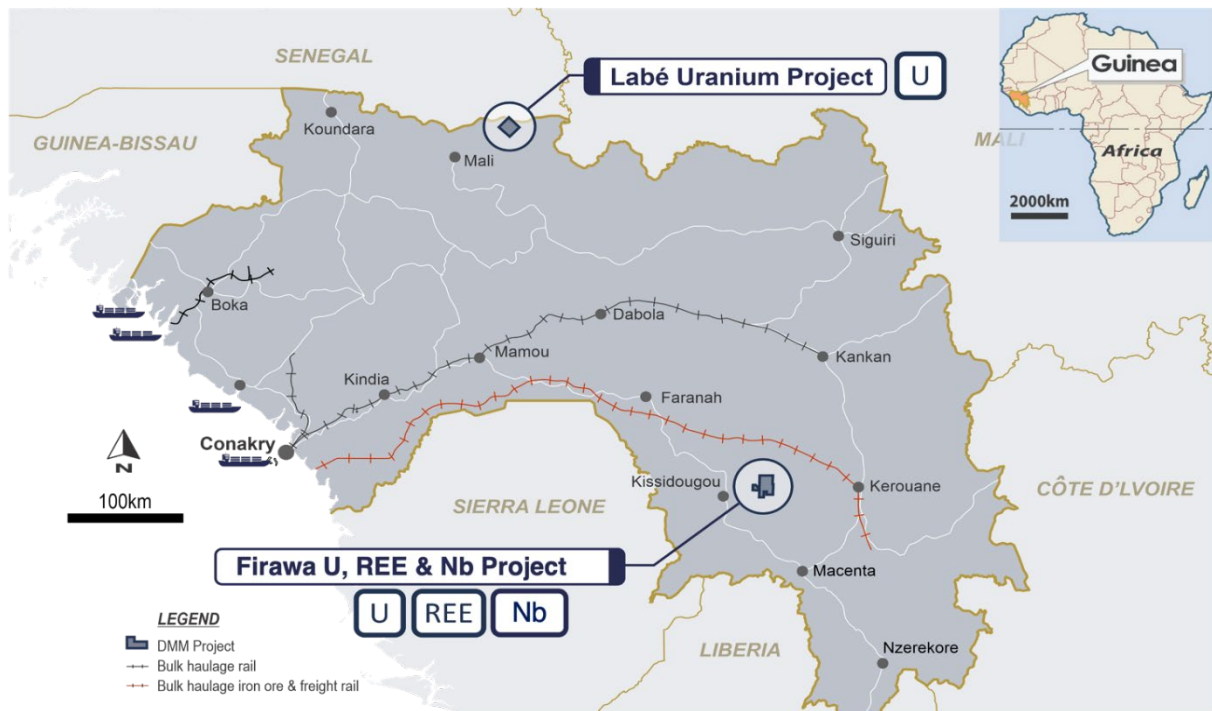 SENEGAL
Labé Uranium Project
U
Guinea
Koundara
GUINEA-BISSAU
Mali
MALI
Africa
2000km
Siguiri
Boka
Dabola
Mamou
Kankan
Kindia
Faranah
Conakry
N
100km
Kissidougou
Kerouane
SIERRA LEONE
CÔTE D'LVOIRE
Firawa U, REE & Nb Project
U
REE
Nb
Macenta
LEGEND
DMM Project
Bulk haulage rail
Bulk haulage iron ore & freight rail
LIBERIA
Nzerekore